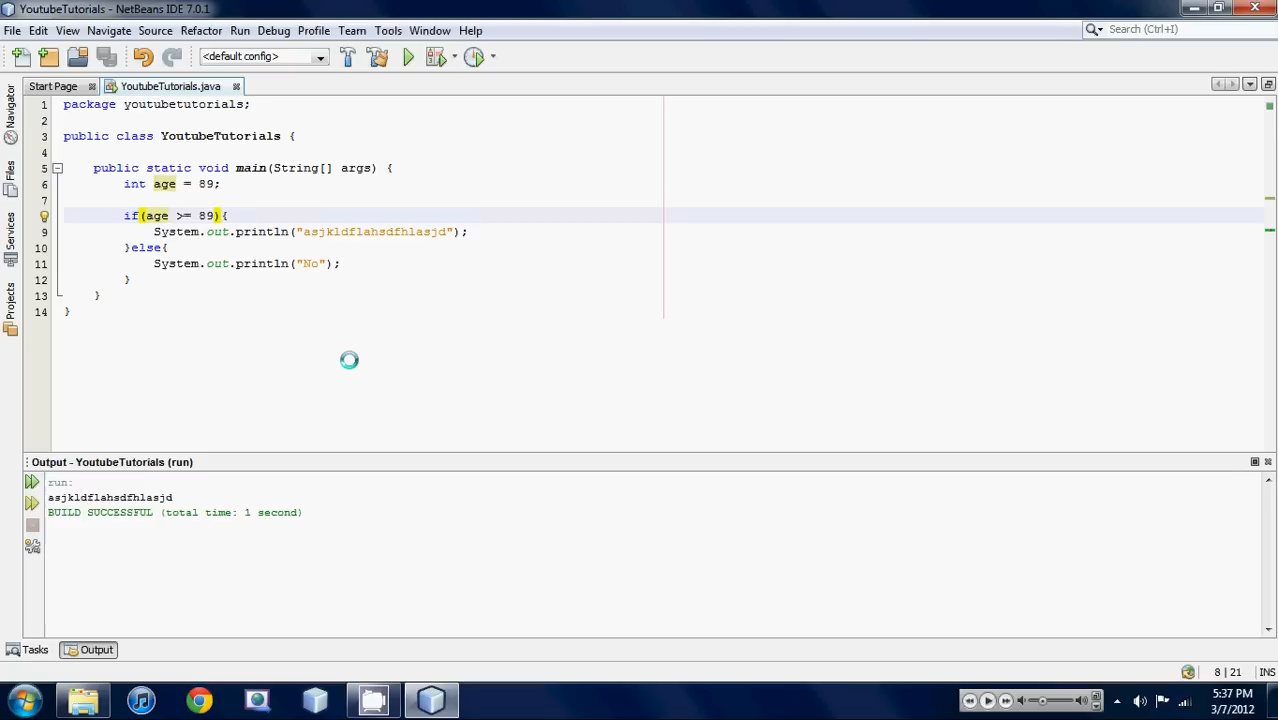 YoutubeTutorials - NetBeans IDE 7.0.1
File Edit View Navigate Source Refactor Run Debug Profile Team Tools Window Help
Search (Ctrl+I)
<default config>
Start Page YoutubeTutorials.java
Navigator
Files
Services
Projects
1 package youtubetutorials;
2
3 public class YoutubeTutorials {
4
5 public static void main(String[] args) {
6 int age = 89;
7
if(age >= 89){
9 System.out.println("asjkldflahsdfhlasjd");
10 }else{
11 System.out.println("No");
12 }
13 }
14 }
Output - YoutubeTutorials (run)
run:
asjkldflahsdfhlasjd
BUILD SUCCESSFUL (total time: 1 second)
Tasks Output
8 | 21 INS
5:37 PM
3/7/2012